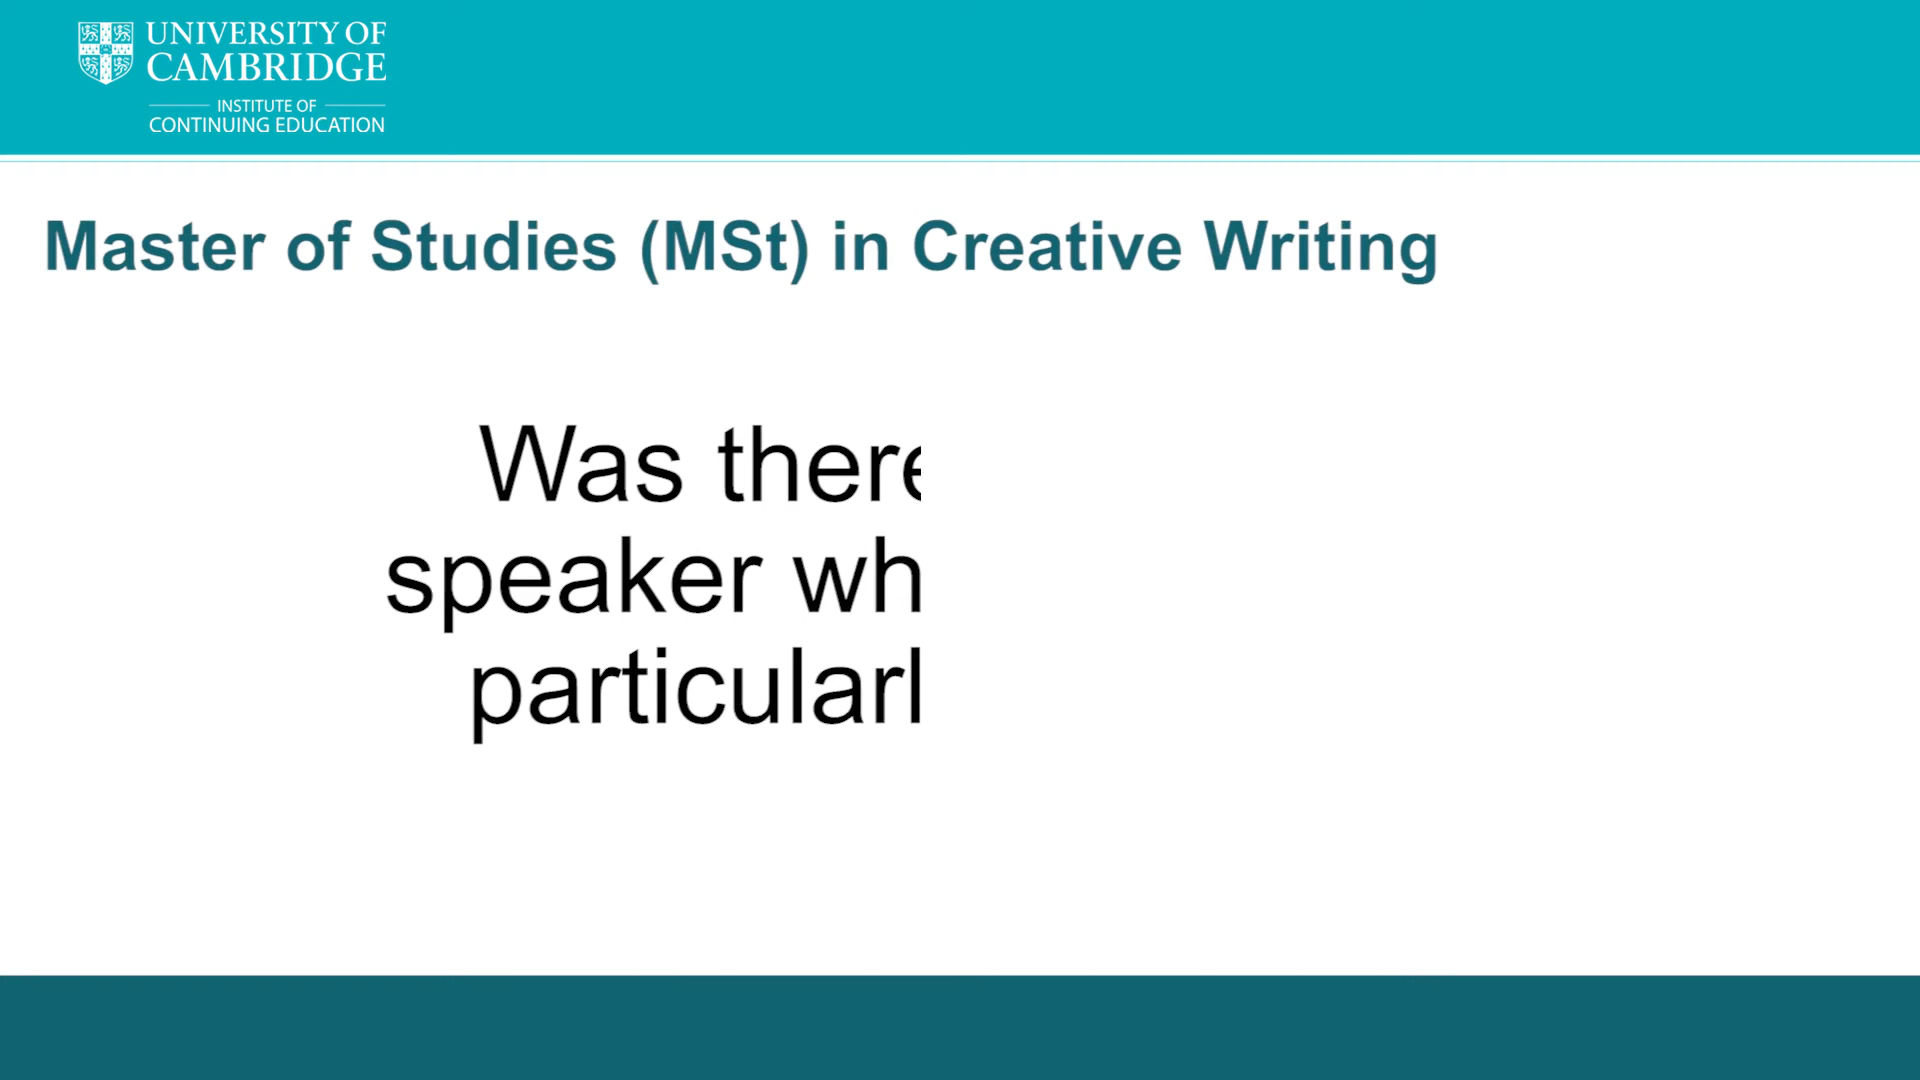 UNIVERSITY OF
CAMBRIDGE
INSTITUTE OF
CONTINUING EDUCATION
Master of Studies (MSt) in Creative Writing
Was there
speaker wh
particularl